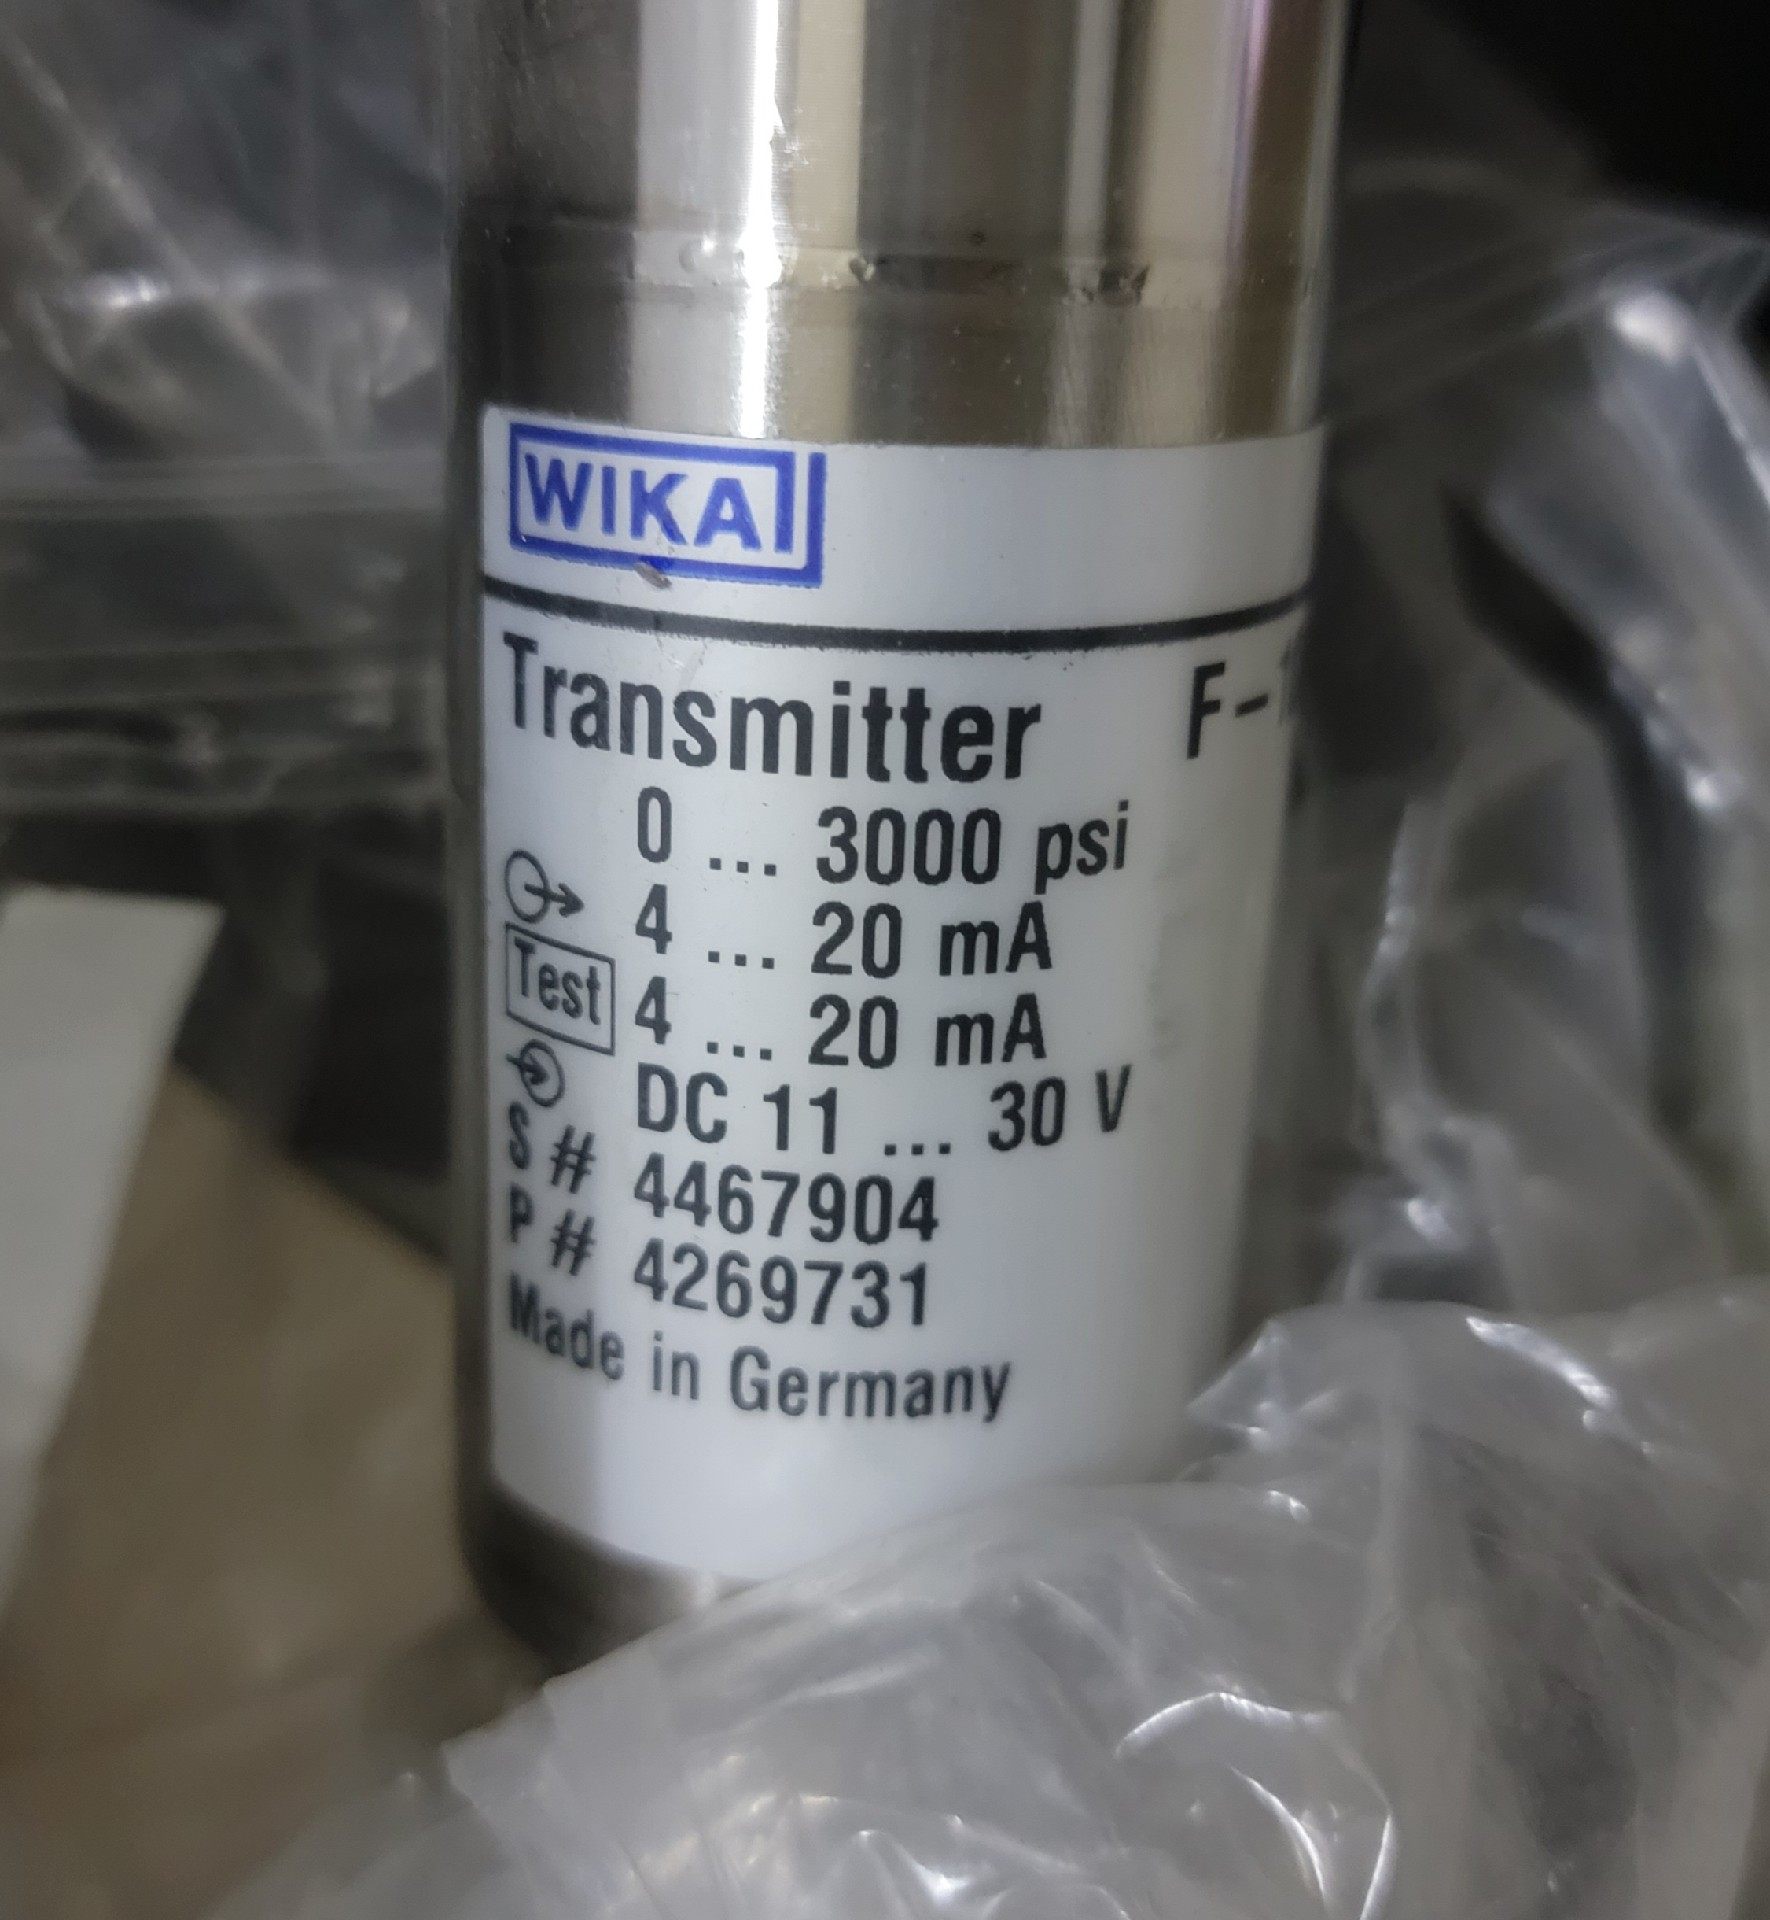 WIKA
Transmitter F-
0 ... 3000 psi
4 ... 20 mA
Test 4 ... 20 mA
DC 11 ... 30 V
S # 4467904
P # 4269731
Made in Germany